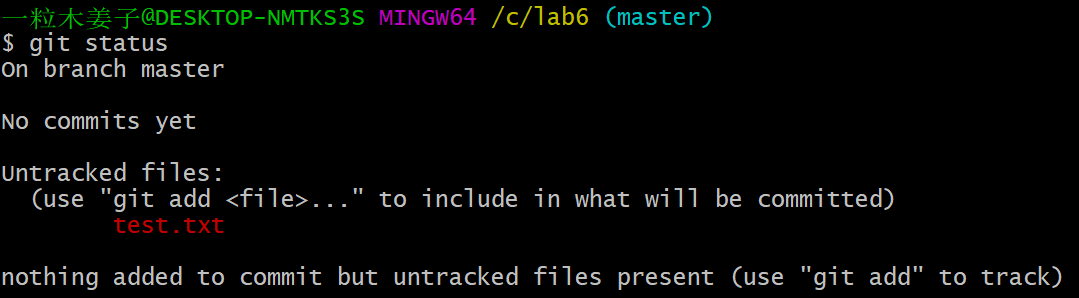 一粒木姜子@DESKTOP-NMTKS3S MINGW64 /c/lab6 (master)
$ git status
On branch master
No commits yet
Untracked files:
(use "git add <file>..." to include in what will be committed)
test.txt
nothing added to commit but untracked files present (use "git add" to track)